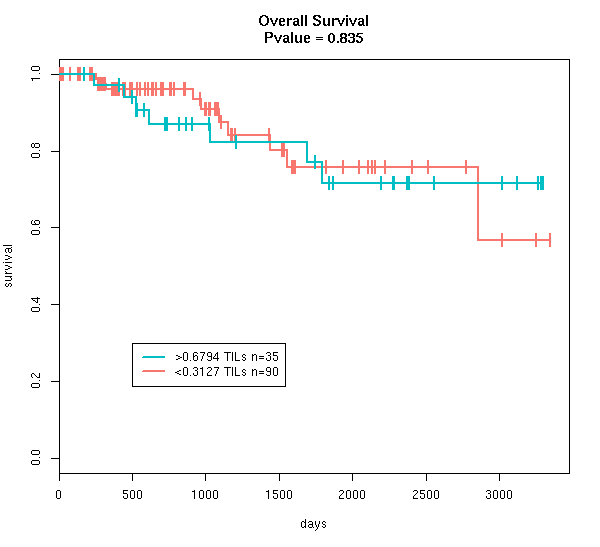 Overall Survival
Pvalue = 0.835
1.0
0.8
0.6
0.4
0.2
0.0
survival
>0.6794 TILs n=35
<0.3127 TILs n=90
0 500 1000 1500 2000 2500 3000
days